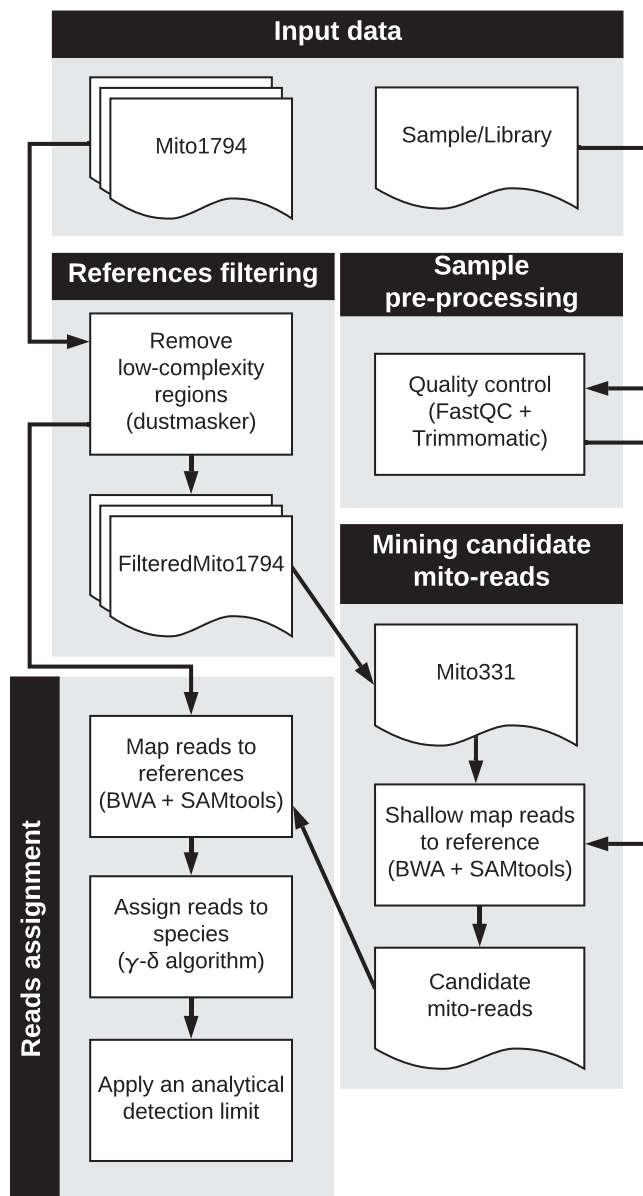 Input data
Mito1794
Sample/Library
References filtering
Remove
low-complexity
regions
(dustmasker)
FilteredMito1794
Sample
pre-processing
Quality control
(FastQC +
Trimmomatic)
Mining candidate
mito-reads
Mito331
Shallow map reads
to reference
(BWA + SAMtools)
Candidate
mito-reads
Reads assignment
Map reads to
references
(BWA + SAMtools)
Assign reads to
species
(γ-δ algorithm)
Apply an analytical
detection limit